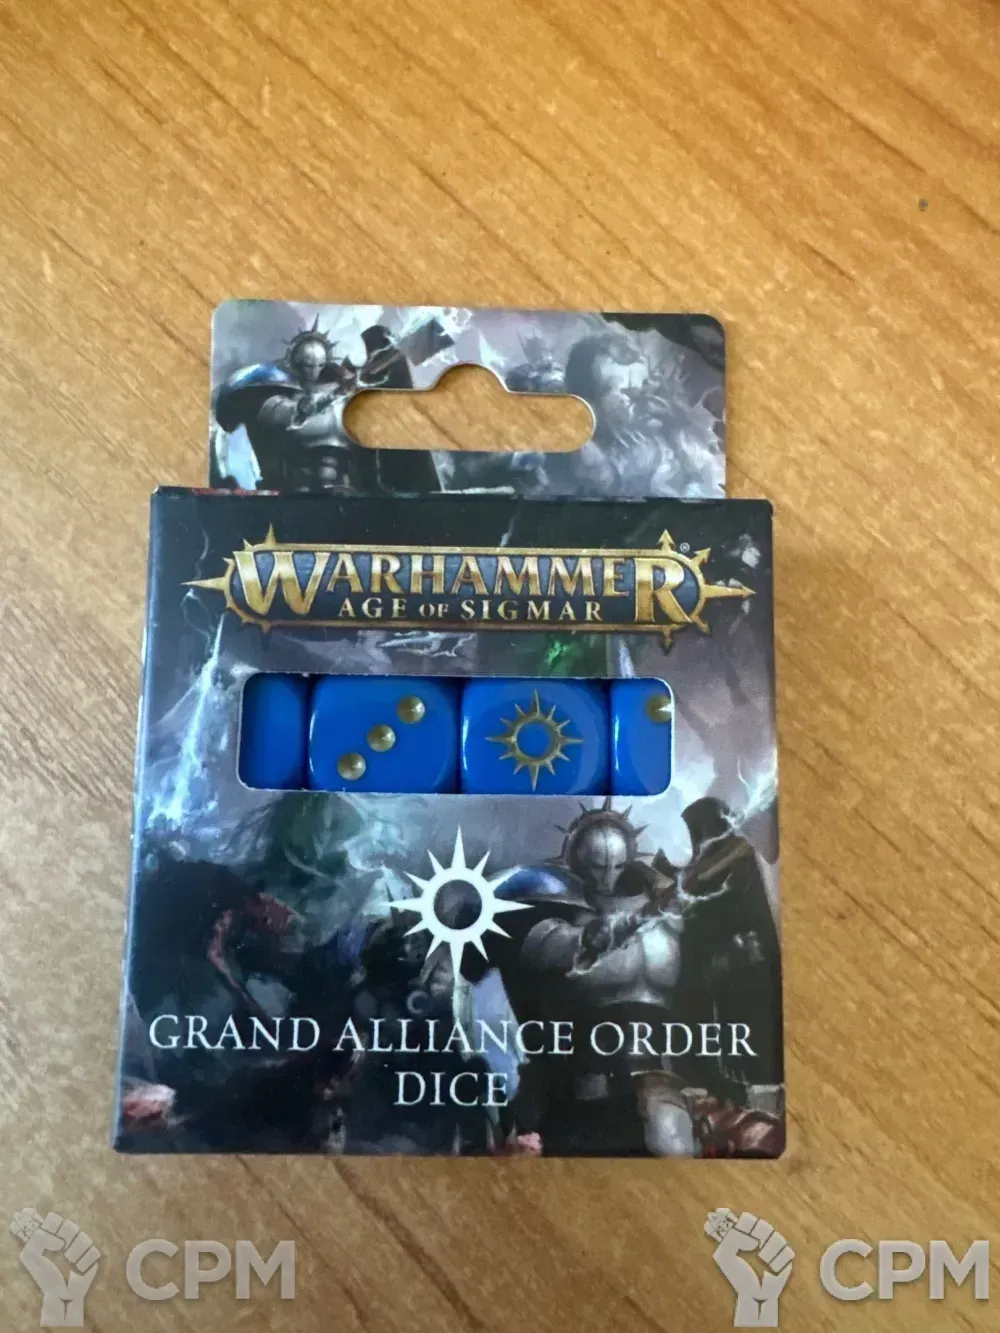 WARHAMMER®
AGE OF SIGMAR
GRAND ALLIANCE ORDER
DICE
CPM
CPM